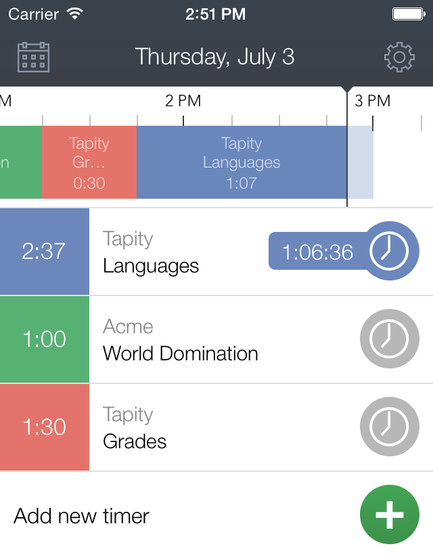 Carrier 2:51 PM
Thursday, July 3
M 2 PM 3 PM
n
Tapity
Gr...
0:30
Tapity
Languages
1:07
2:37
Tapity
Languages
1:06:36
1:00
Acme
World Domination
1:30
Tapity
Grades
Add new timer